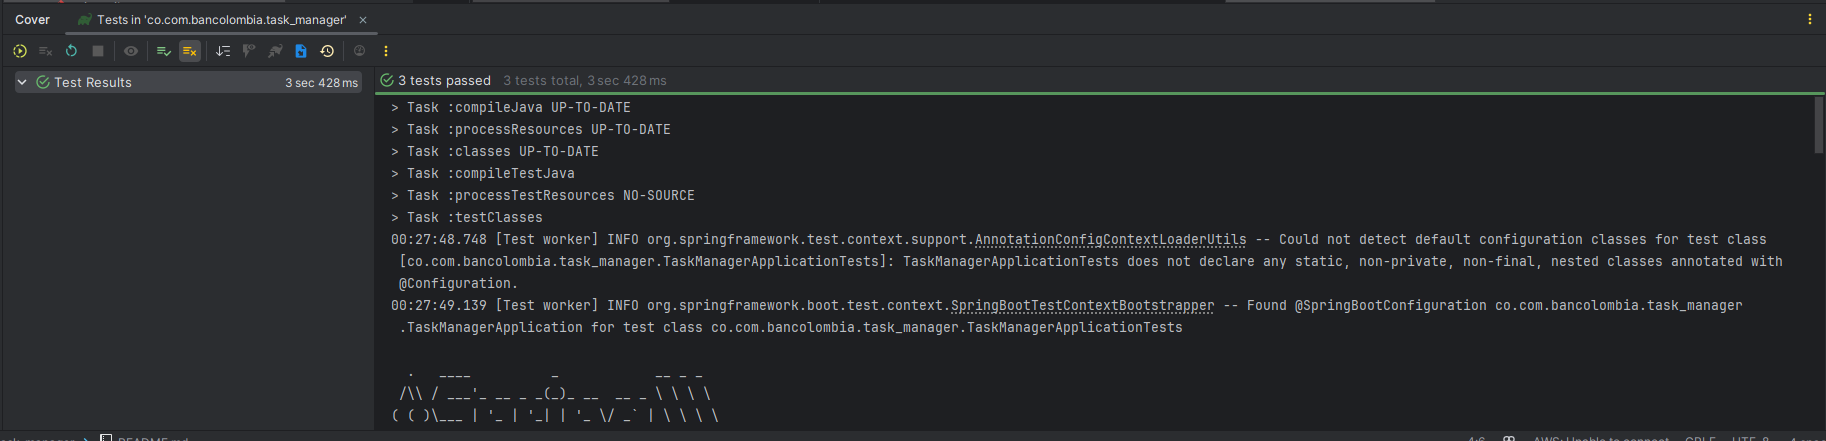 Cover
Tests in 'co.com.bancolombia.task_manager'
Test Results
3 sec 428 ms
3 tests passed 3 tests total, 3 sec 428 ms
> Task :compileJava UP-TO-DATE
> Task :processResources UP-TO-DATE
> Task :classes UP-TO-DATE
> Task :compileTestJava
> Task :processTestResources NO-SOURCE
> Task :testClasses
00:27:48.748 [Test worker] INFO org.springframework.test.context.support.AnnotationConfigContextLoaderUtils -- Could not detect default configuration classes for test class
[co.com.bancolombia.task_manager.TaskManagerApplicationTests]: TaskManagerApplicationTests does not declare any static, non-private, non-final, nested classes annotated with
@Configuration.
00:27:49.139 [Test worker] INFO org.springframework.boot.test.context.SpringBootTestContextBootstrapper -- Found @SpringBootConfiguration co.com.bancolombia.task_manager
.TaskManagerApplication for test class co.com.bancolombia.task_manager.TaskManagerApplicationTests
  .   ____          _            __ _ _
 /\\ / ___'_ __ _ _(_)_ __  __ _ \ \ \ \
( ( )\___ | '_ | '_| | '_ \/ _` | \ \ \ \